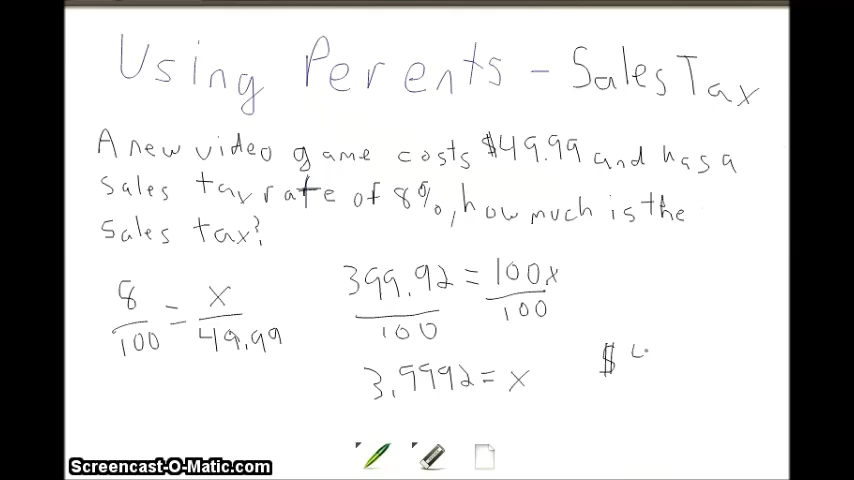 Using Perents - Sales Tax
A new video game costs $49.99 and has a
sales tax rate of 8%, how much is the
sales tax?
8/100 = x/49.99
399.92/100 = 100x/100
3.9992 = x
$
Screencast-O-Matic.com